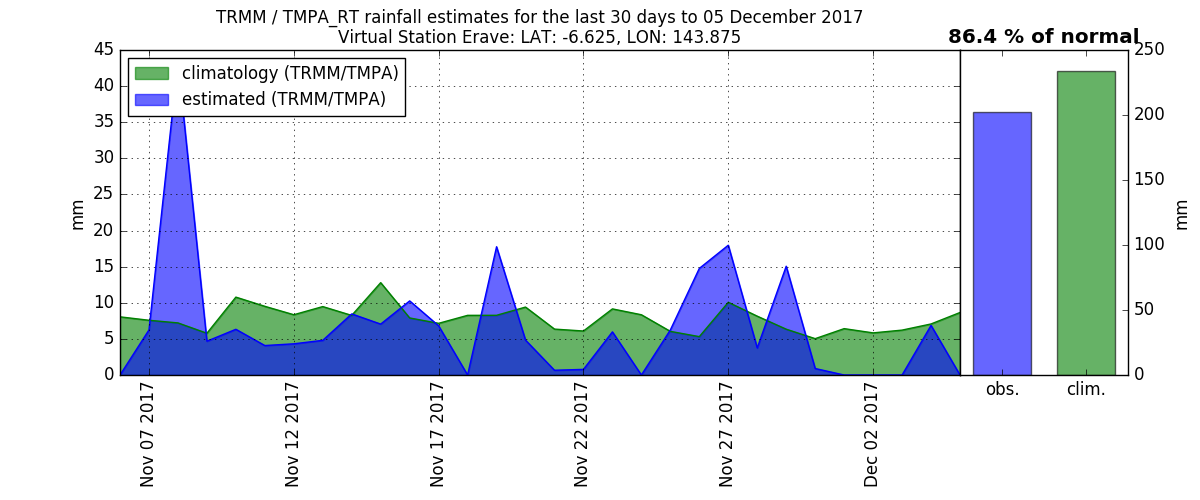 TRMM / TMPA_RT rainfall estimates for the last 30 days to 05 December 2017
Virtual Station Erave: LAT: -6.625, LON: 143.875
86.4 % of normal
climatology (TRMM/TMPA)
estimated (TRMM/TMPA)
45
40
35
30
25
20
15
10
5
0
mm
Nov 07 2017
Nov 12 2017
Nov 17 2017
Nov 22 2017
Nov 27 2017
Dec 02 2017
250
200
150
100
50
0
mm
obs.
clim.